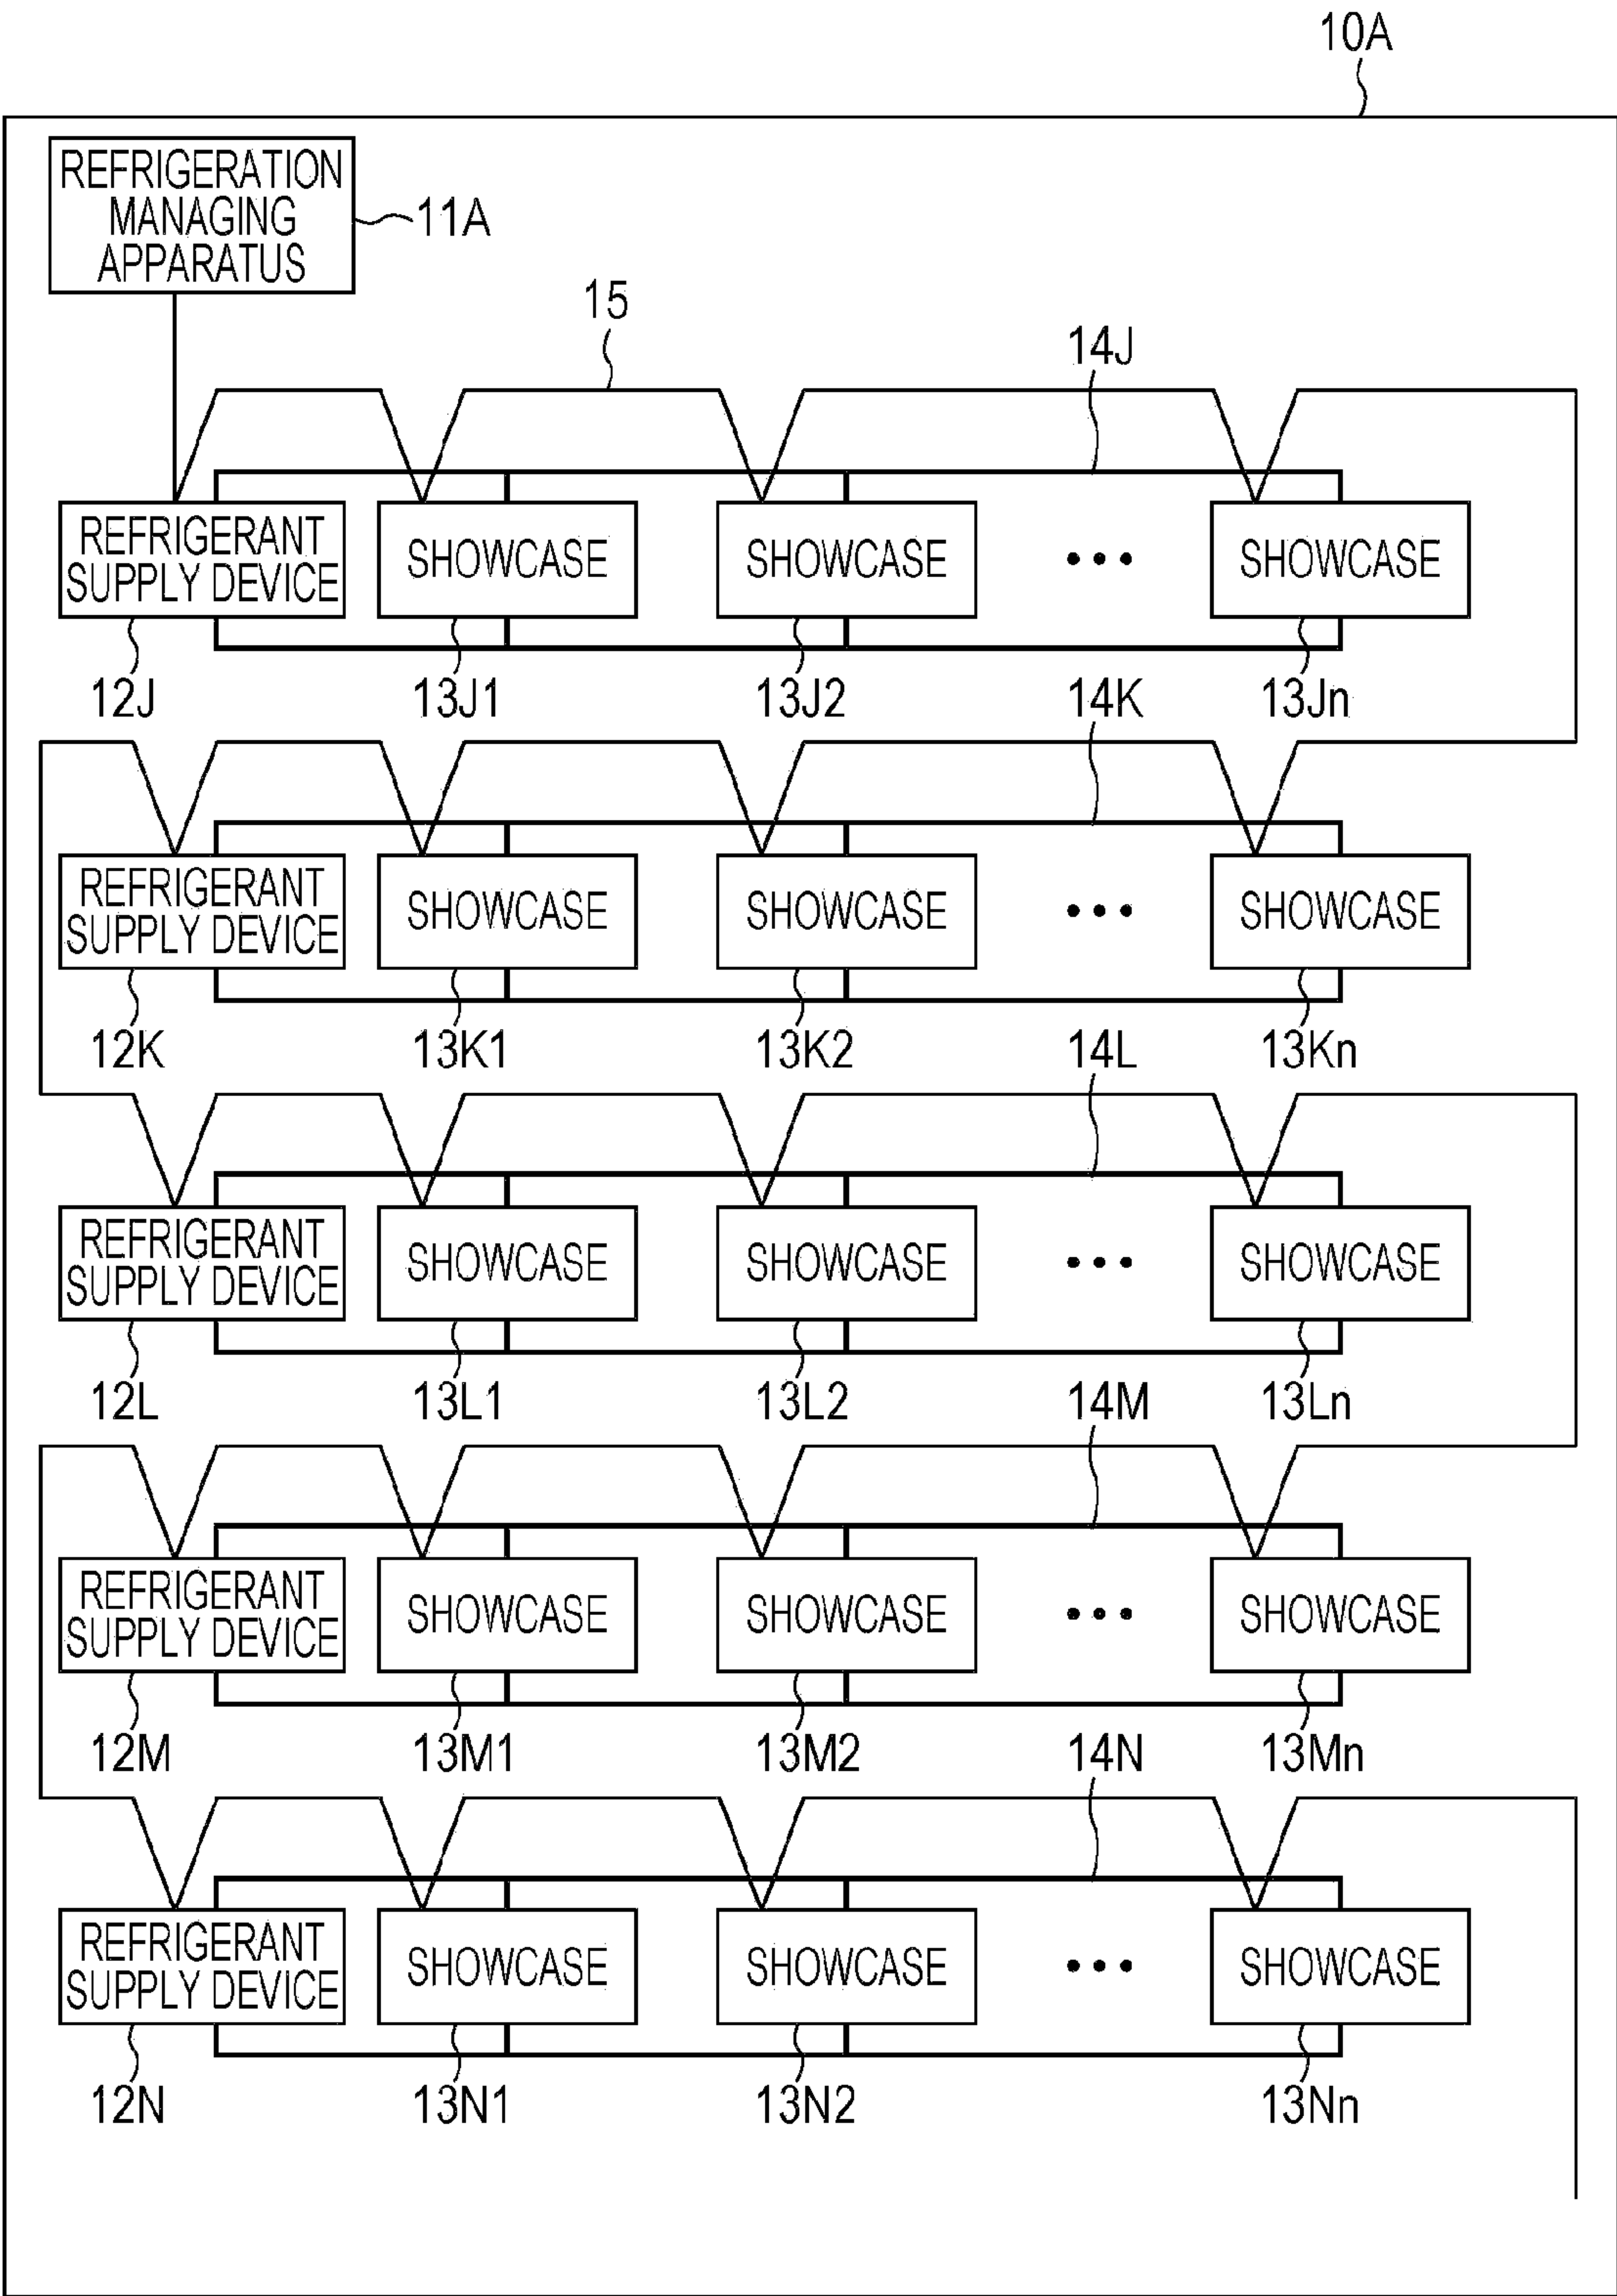 10A
REFRIGERATION
MANAGING
APPARATUS
11A
15
14J
REFRIGERANT
SUPPLY DEVICE
SHOWCASE
SHOWCASE
•••
SHOWCASE
12J
13J1
13J2
14K
13Jn
REFRIGERANT
SUPPLY DEVICE
SHOWCASE
SHOWCASE
•••
SHOWCASE
12K
13K1
13K2
14L
13Kn
REFRIGERANT
SUPPLY DEVICE
SHOWCASE
SHOWCASE
•••
SHOWCASE
12L
13L1
13L2
14M
13Ln
REFRIGERANT
SUPPLY DEVICE
SHOWCASE
SHOWCASE
•••
SHOWCASE
12M
13M1
13M2
14N
13Mn
REFRIGERANT
SUPPLY DEVICE
SHOWCASE
SHOWCASE
•••
SHOWCASE
12N
13N1
13N2
13Nn